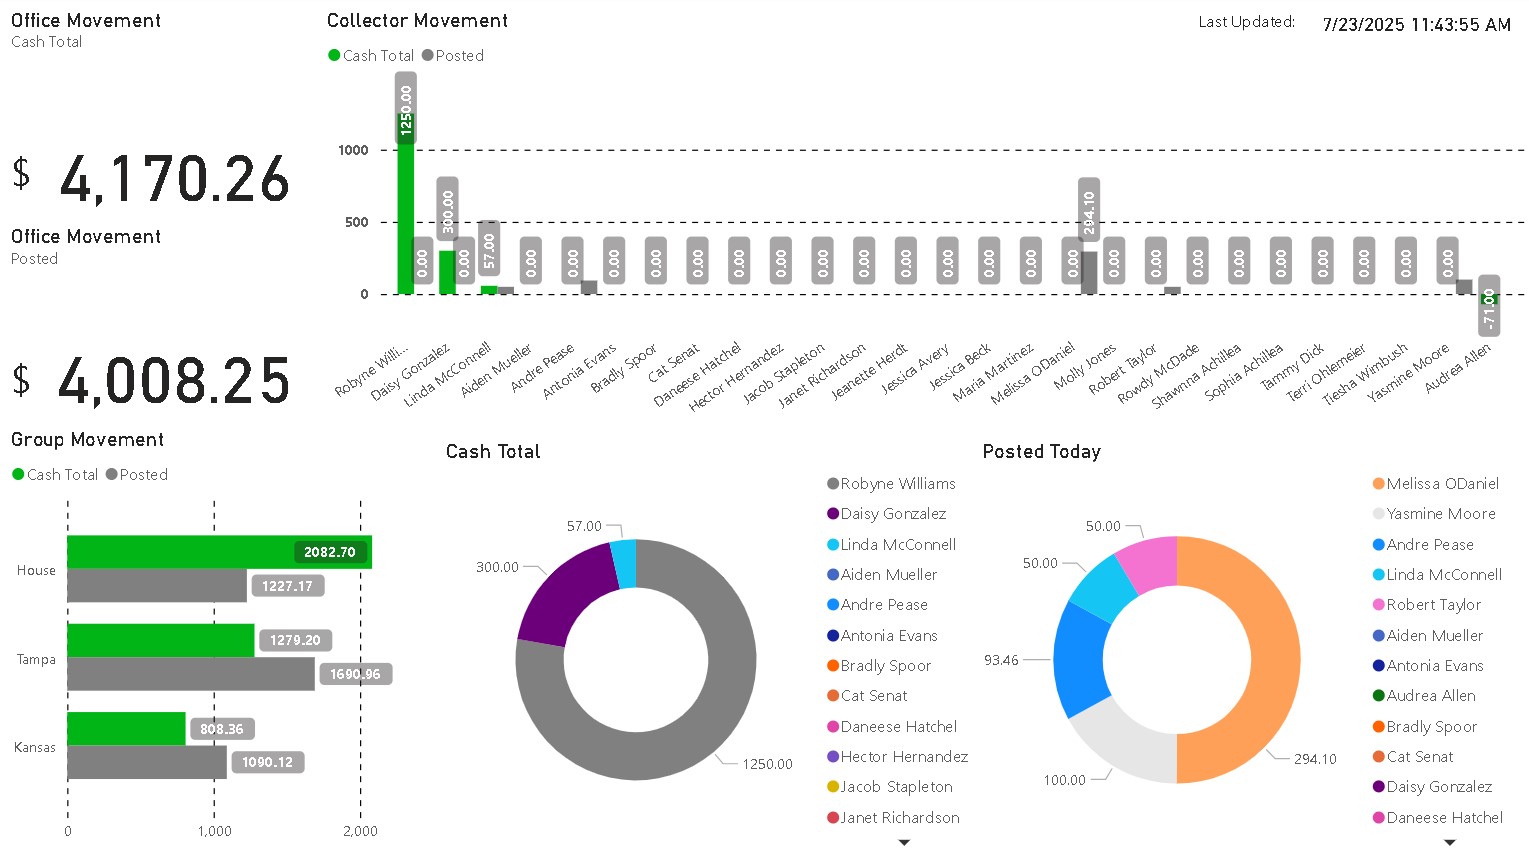 Office Movement
Cash Total
$ 4,170.26
Office Movement
Posted
$ 4,008.25
Collector Movement
Cash Total Posted
Last Updated: 7/23/2025 11:43:55 AM
1000
500
0
1250.00
0.00
300.00
0.00
57.00
0.00
0.00
0.00
0.00
0.00
0.00
0.00
0.00
0.00
0.00
0.00
0.00
0.00
0.00
294.10
0.00
0.00
0.00
0.00
0.00
0.00
0.00
0.00
0.00
-71.00
Robyne Willi...
Daisy Gonzalez
Linda McConnell
Aiden Mueller
Andre Pease
Antonia Evans
Bradly Spoor
Cat Senat
Daneese Hatchel
Hector Hernandez
Jacob Stapleton
Janet Richardson
Jeanette Herdt
Jessica Avery
Jessica Beck
Maria Martinez
Melissa ODaniel
Molly Jones
Robert Taylor
Rowdy McDade
Shawnna Achillea
Sophia Achillea
Tammy Dick
Terri Ohlemeier
Tiesha Wimbush
Yasmine Moore
Audrea Allen
Group Movement
Cash Total Posted
House
2082.70
1227.17
Tampa
1279.20
1690.96
Kansas
808.36
1090.12
0 1,000 2,000
Cash Total
57.00
300.00
1250.00
Robyne Williams
Daisy Gonzalez
Linda McConnell
Aiden Mueller
Andre Pease
Antonia Evans
Bradly Spoor
Cat Senat
Daneese Hatchel
Hector Hernandez
Jacob Stapleton
Janet Richardson
Posted Today
50.00
50.00
93.46
100.00
294.10
Melissa ODaniel
Yasmine Moore
Andre Pease
Linda McConnell
Robert Taylor
Aiden Mueller
Antonia Evans
Audrea Allen
Bradly Spoor
Cat Senat
Daisy Gonzalez
Daneese Hatchel